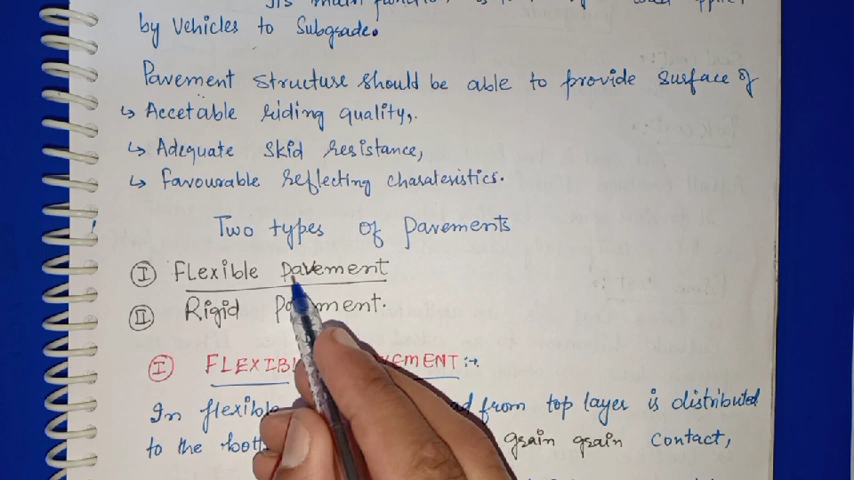 by Vehicles to Subgrade.
Pavement structure should be able to provide surface of
↳ Accetable riding quality,.
↳ Adequate skid resistance,
↳ Favourable reflecting charateristics.
Two types of pavements
Ⓘ Flexible pavement
Ⓘⓘ Rigid ment.
Ⓘ FLEXIB EMENT:→
In flexible from top layer is distributed
to the grain grain contact,